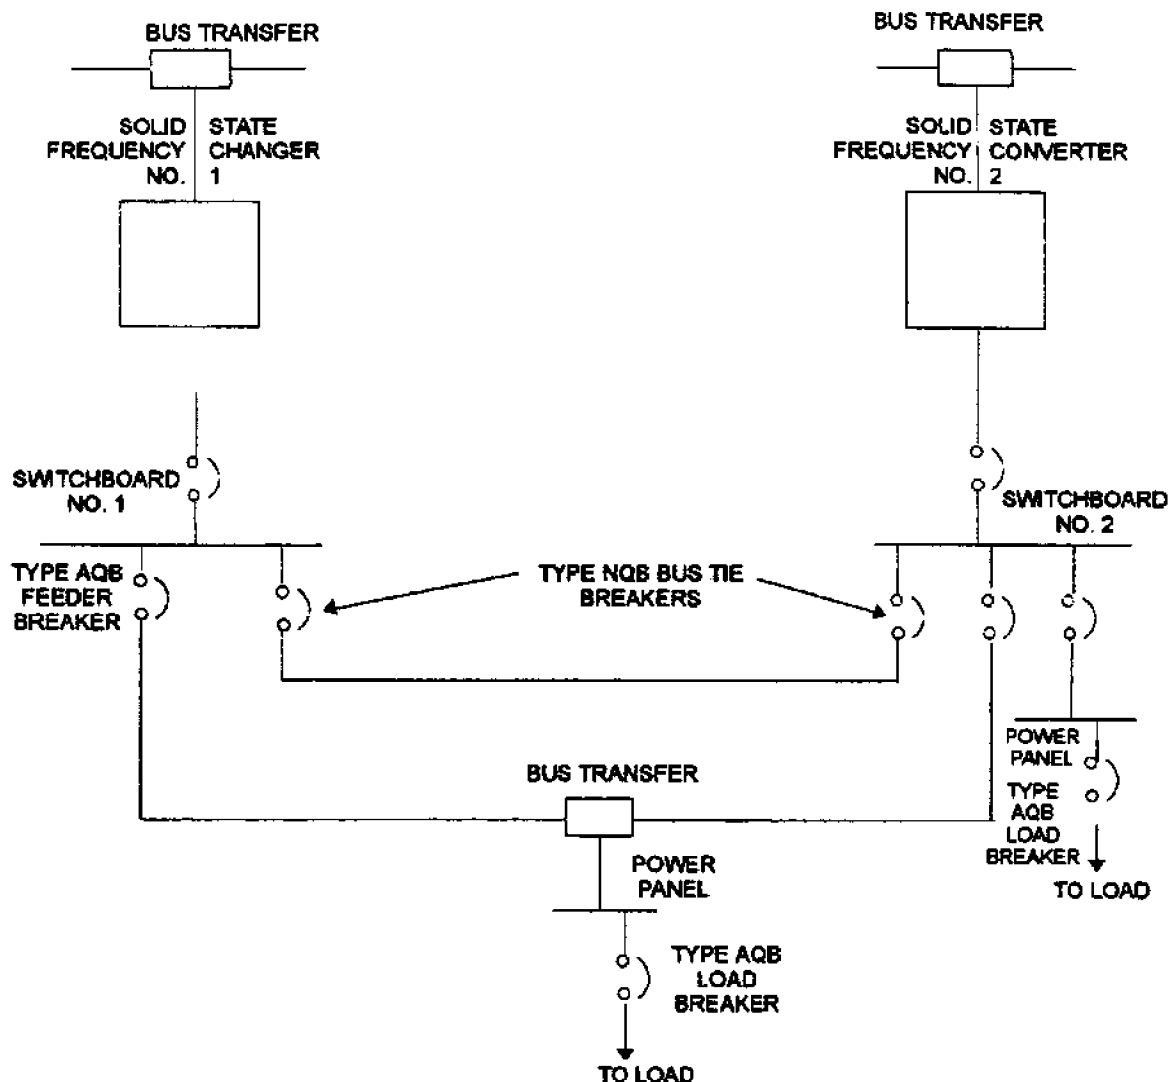 BUS TRANSFER
BUS TRANSFER
SOLID STATE
FREQUENCY CHANGER
NO. 1
SOLID STATE
FREQUENCY CONVERTER
NO. 2
SWITCHBOARD
NO. 1
SWITCHBOARD
NO. 2
TYPE AQB
FEEDER
BREAKER
TYPE NQB BUS TIE
BREAKERS
POWER
PANEL
TYPE
AQB
LOAD
BREAKER
TO LOAD
BUS TRANSFER
POWER
PANEL
TYPE AQB
LOAD
BREAKER
TO LOAD